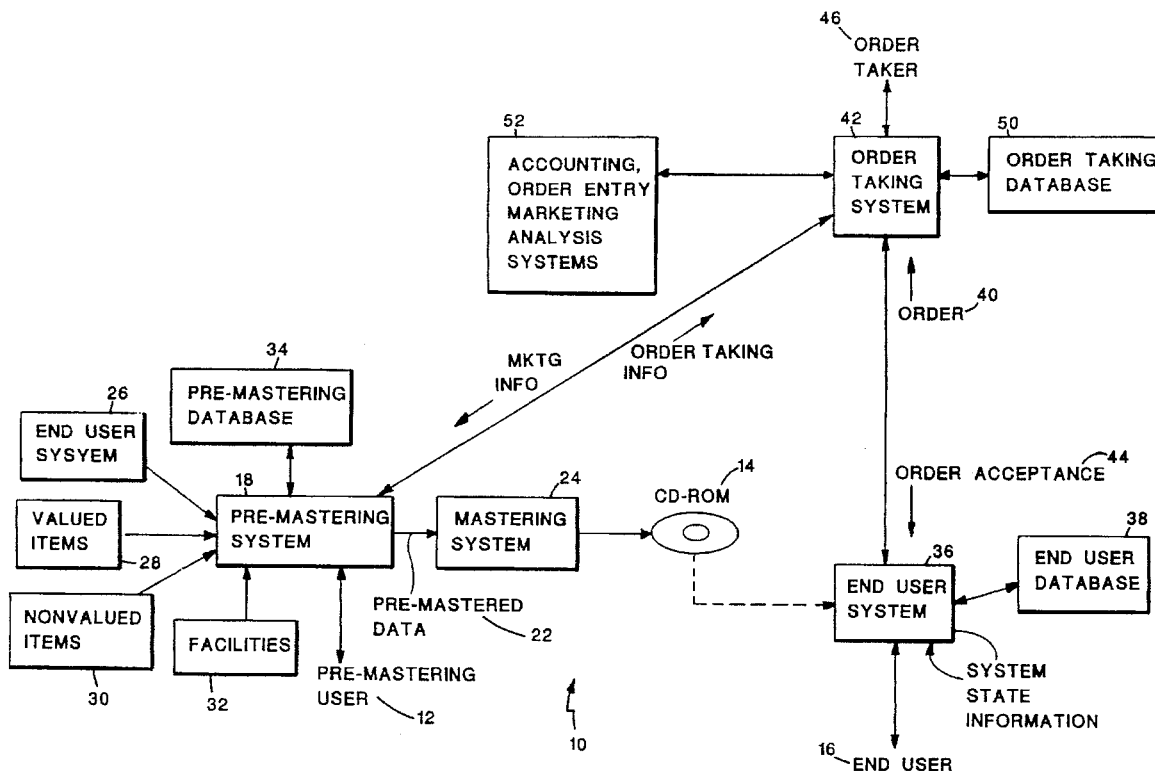 46
ORDER
TAKER
52
ACCOUNTING,
ORDER ENTRY
MARKETING
ANALYSIS
SYSTEMS
42
ORDER
TAKING
SYSTEM
50
ORDER TAKING
DATABASE
ORDER 40
MKTG
INFO
ORDER TAKING
INFO
34
PRE-MASTERING
DATABASE
26
END USER
SYSYEM
VALUED
ITEMS
28
NONVALUED
ITEMS
30
18
PRE-MASTERING
SYSTEM
FACILITIES
32
24
MASTERING
SYSTEM
PRE-MASTERED
DATA 22
PRE-MASTERING
USER 12
14
CD-ROM
10
ORDER ACCEPTANCE 44
36
END USER
SYSTEM
38
END USER
DATABASE
SYSTEM
STATE
INFORMATION
16 END USER